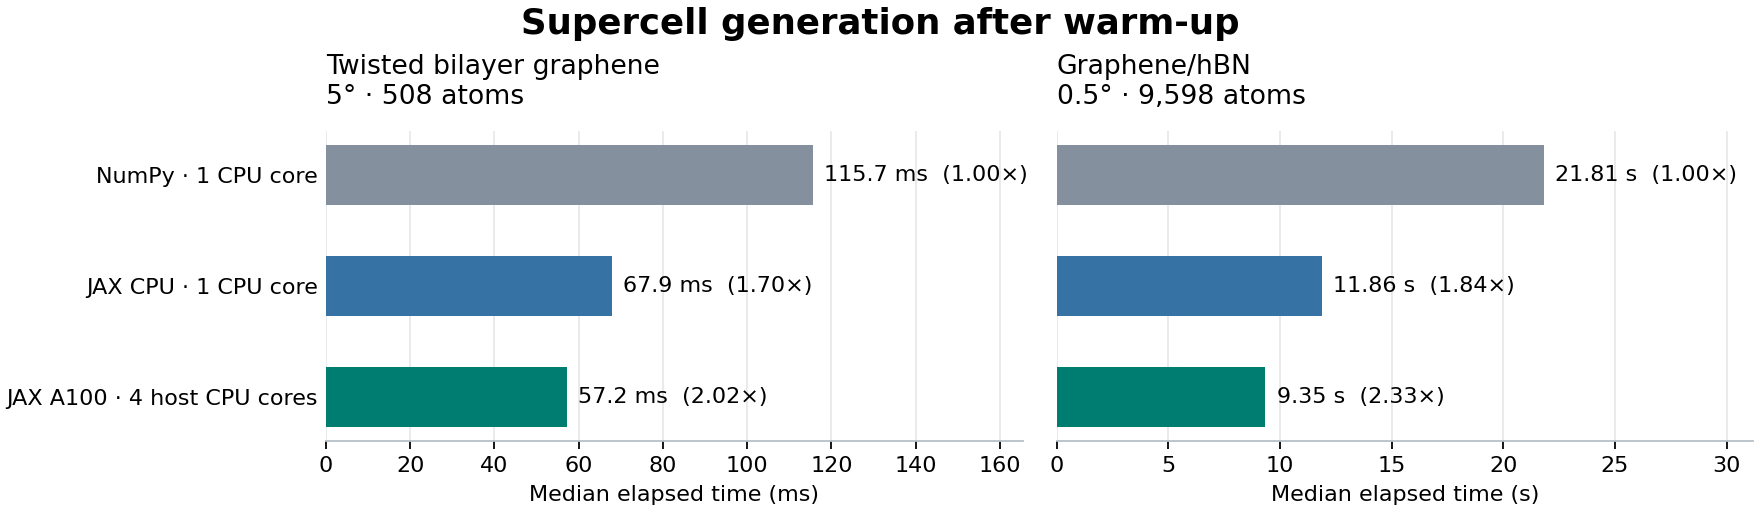 Supercell generation after warm-up
Twisted bilayer graphene
5° · 508 atoms
NumPy · 1 CPU core
115.7 ms  (1.00×)
JAX CPU · 1 CPU core
67.9 ms  (1.70×)
JAX A100 · 4 host CPU cores
57.2 ms  (2.02×)
0 20 40 60 80 100 120 140 160
Median elapsed time (ms)
Graphene/hBN
0.5° · 9,598 atoms
21.81 s  (1.00×)
11.86 s  (1.84×)
9.35 s  (2.33×)
0 5 10 15 20 25 30
Median elapsed time (s)